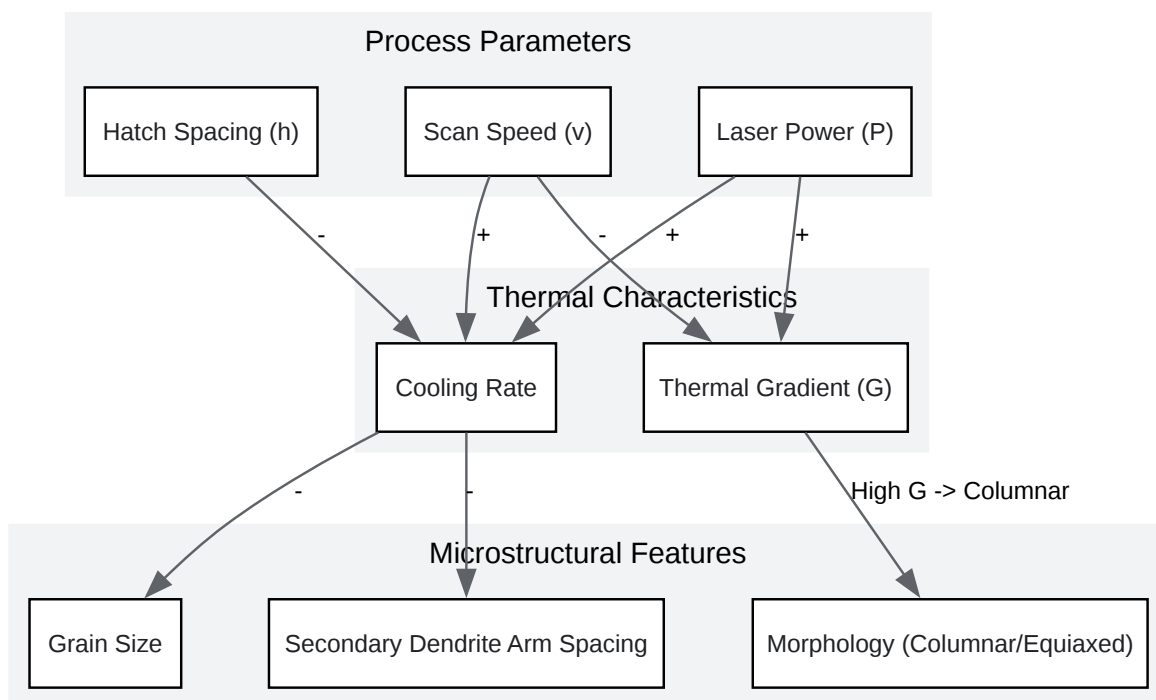 Process Parameters
Hatch Spacing (h)
Scan Speed (v)
Laser Power (P)
-
+
-
+
+
Thermal Characteristics
Cooling Rate
Thermal Gradient (G)
-
-
High G -> Columnar
Microstructural Features
Grain Size
Secondary Dendrite Arm Spacing
Morphology (Columnar/Equiaxed)